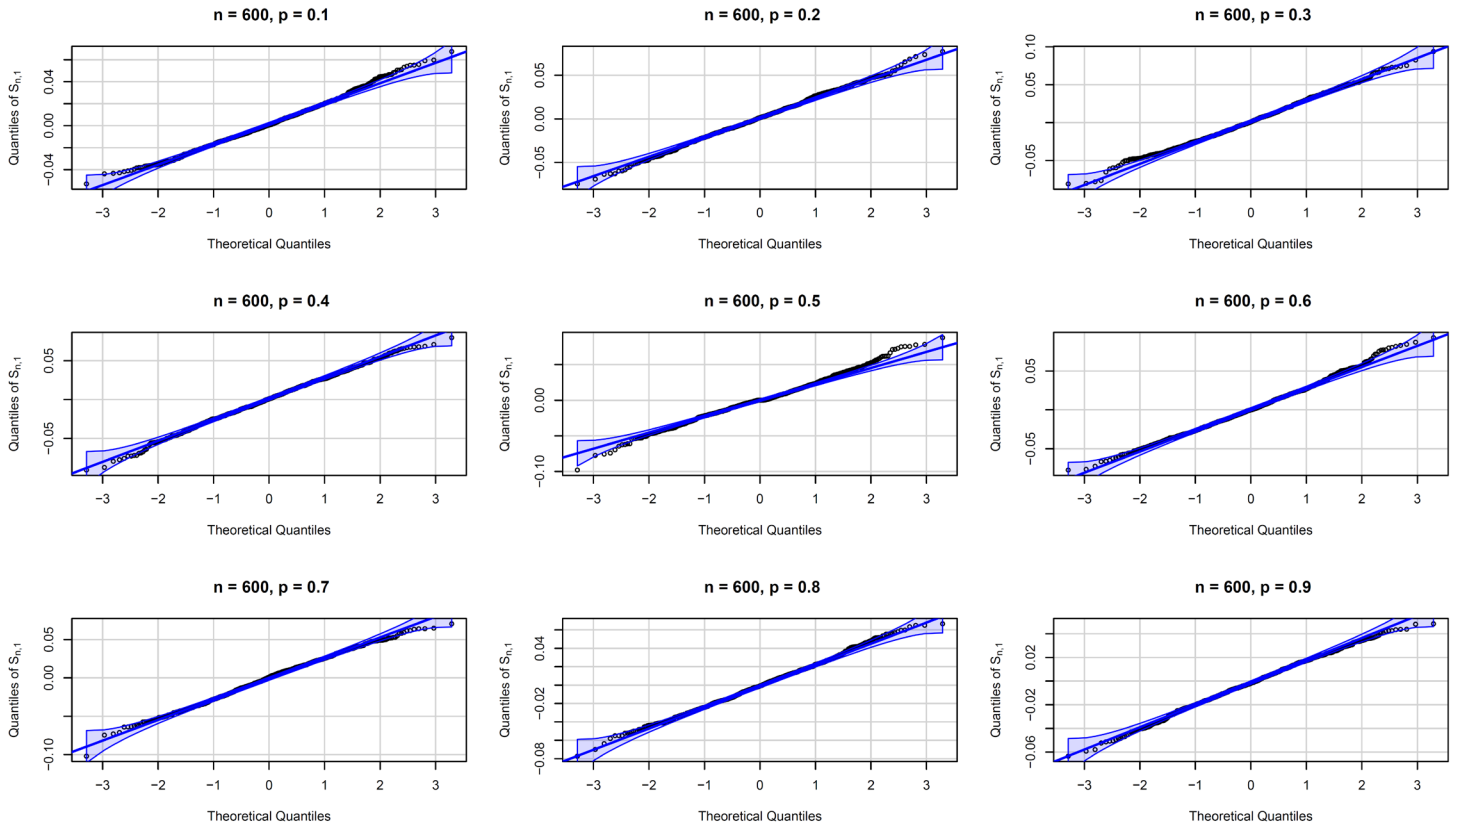 n = 600, p = 0.1
Quantiles of Sn,1
−0.04 0.00 0.04
−3 −2 −1 0 1 2 3
Theoretical Quantiles
n = 600, p = 0.2
Quantiles of Sn,1
−0.05 0.00 0.05
−3 −2 −1 0 1 2 3
Theoretical Quantiles
n = 600, p = 0.3
Quantiles of Sn,1
−0.05 0.05 0.10
−3 −2 −1 0 1 2 3
Theoretical Quantiles
n = 600, p = 0.4
Quantiles of Sn,1
−0.05 0.05
−3 −2 −1 0 1 2 3
Theoretical Quantiles
n = 600, p = 0.5
Quantiles of Sn,1
−0.10 0.00
−3 −2 −1 0 1 2 3
Theoretical Quantiles
n = 600, p = 0.6
Quantiles of Sn,1
−0.05 0.05
−3 −2 −1 0 1 2 3
Theoretical Quantiles
n = 600, p = 0.7
Quantiles of Sn,1
−0.10 0.00 0.05
−3 −2 −1 0 1 2 3
Theoretical Quantiles
n = 600, p = 0.8
Quantiles of Sn,1
−0.08 −0.02 0.04
−3 −2 −1 0 1 2 3
Theoretical Quantiles
n = 600, p = 0.9
Quantiles of Sn,1
−0.06 −0.02 0.02
−3 −2 −1 0 1 2 3
Theoretical Quantiles